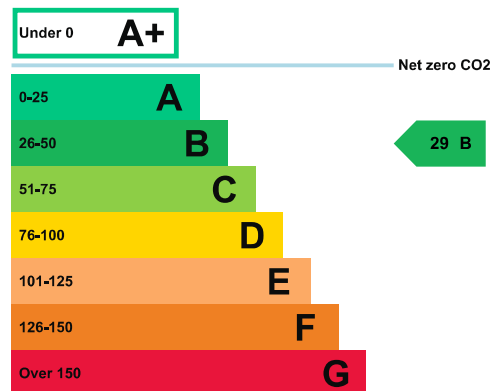 Under 0 A+
Net zero CO2
0-25 A
26-50 B
29 B
51-75 C
76-100 D
101-125 E
126-150 F
Over 150 G